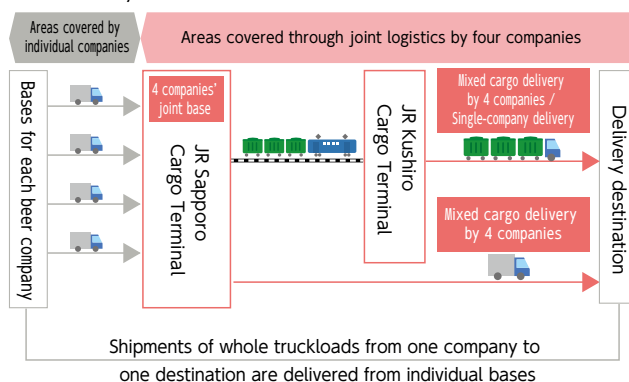 Areas covered by
individual companies
Areas covered through joint logistics by four companies
Bases for each beer company
4 companies'
joint base
JR Sapporo
Cargo Terminal
JR Kushiro
Cargo Terminal
Mixed cargo delivery
by 4 companies /
Single-company delivery
Mixed cargo delivery
by 4 companies
Delivery destination
Shipments of whole truckloads from one company to
one destination are delivered from individual bases